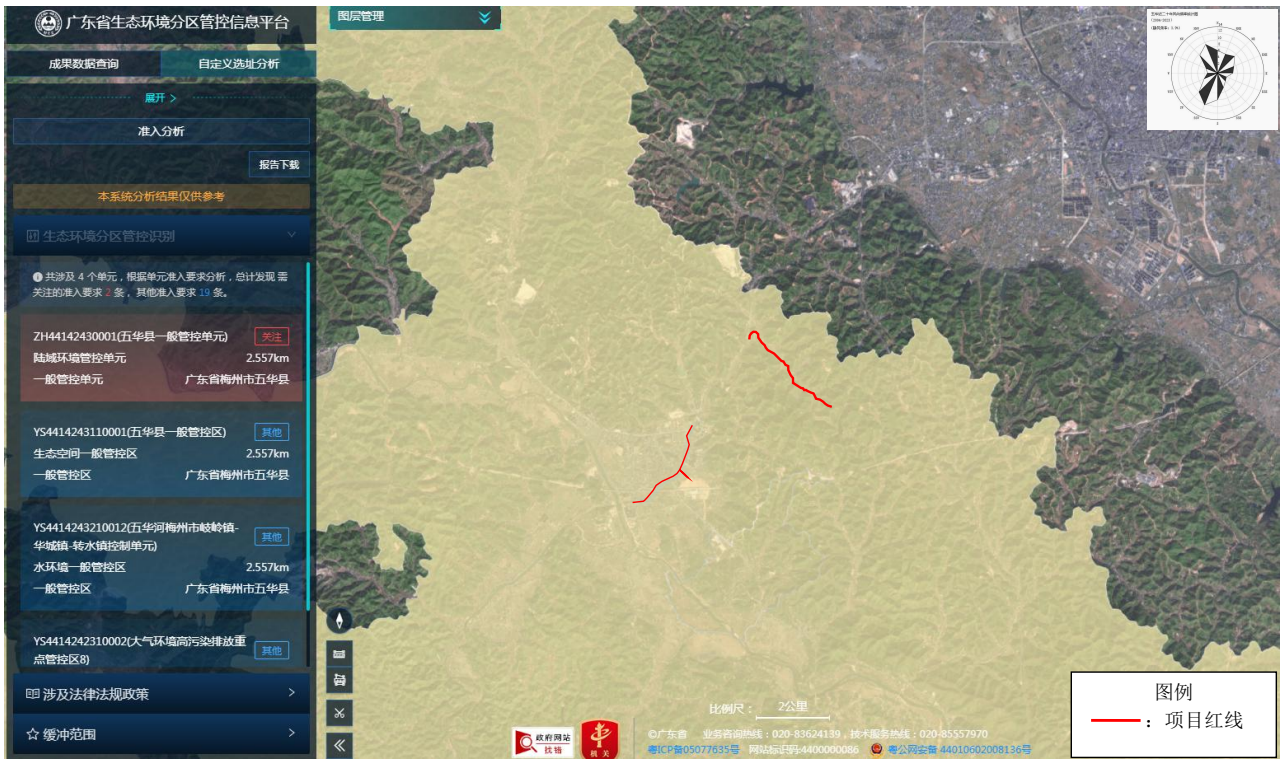 广东省生态环境分区管控信息平台
成果数据查询
自定义选址分析
展开 >
准入分析
报告下载
本系统分析结果仅供参考
生态环境分区管控识别
共涉及 4 个单元，根据单元准入要求分析，总计发现 需
关注的准入要求 2 条，其他准入要求 19 条。
ZH44142430001(五华县一般管控单元)
关注
陆域环境管控单元
2.557km
一般管控单元
广东省梅州市五华县
YS4414243110001(五华县一般管控区)
其他
生态空间一般管控区
2.557km
一般管控区
广东省梅州市五华县
YS4414243210012(五华河梅州市岐岭镇-
华城镇-转水镇控制单元)
其他
水环境一般管控区
2.557km
一般管控区
广东省梅州市五华县
YS4414242310002(大气环境高污染排放重
点管控区8)
其他
涉及法律法规政策
缓冲范围
图层管理
五华近二十年风向频率统计图
比例尺：
2公里
政府网站
找错
机关
©广东省 业务咨询热线：020-83624139，技术服务热线：020-85557970
粤ICP备05077635号 网站标识码:4400000086 粤公网安备 44010602008136号
图例
：项目红线